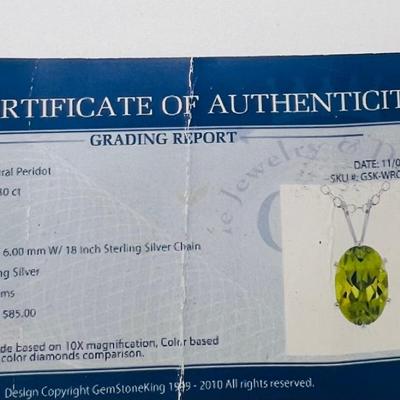 RTIFICATE OF AUTHENTICIT
GRADING REPORT
ral Peridot
DATE: 11/0
30 ct
SKU #: GSK-WRC
6.00 mm W/ 18 Inch Sterling Silver Chain
ng Silver
ms
585.00
de based on 10X magnification, Color based
color diamonds comparison.
Design Copyright GemStoneKing 1999 - 2010 All rights reserved.